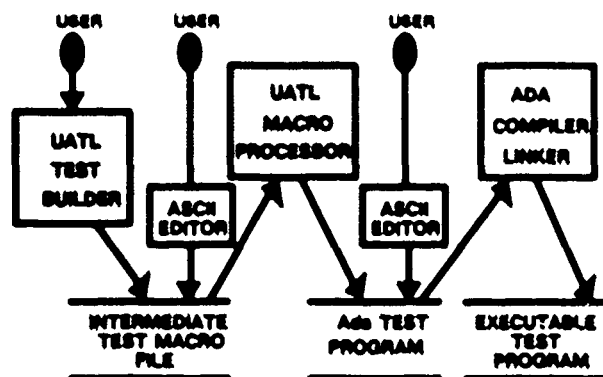 USER
USER
USER
UATL
TEST
BUILDER
ASCII
EDITOR
UATL
MACRO
PROCESSOR
ASCII
EDITOR
ADA
COMPILER
LINKER
INTERMEDIATE
TEST MACRO
FILE
Ada TEST
PROGRAM
EXECUTABLE
TEST
PROGRAM